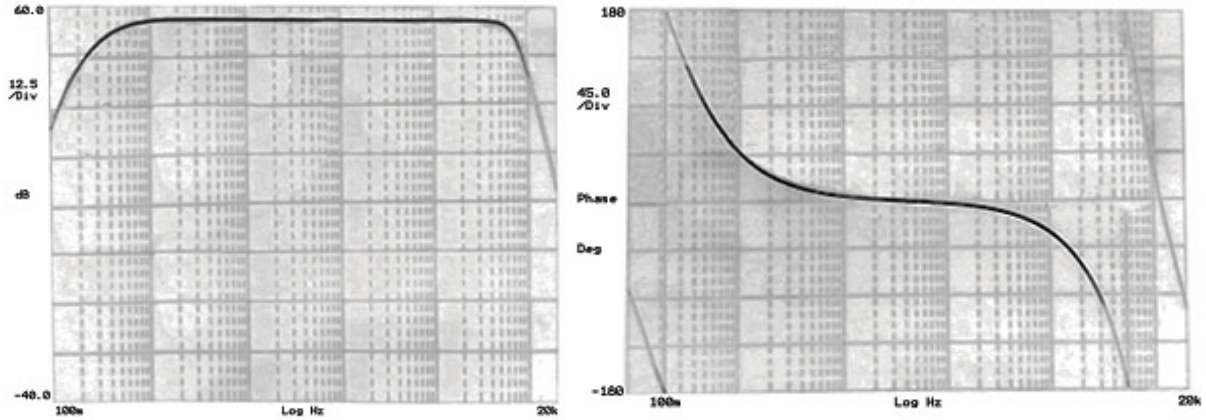 60.0
12.5
/Div
dB
-40.0
100m Log Hz 20k
180
45.0
/Div
Phase
Deg
-180
100m Log Hz 20k